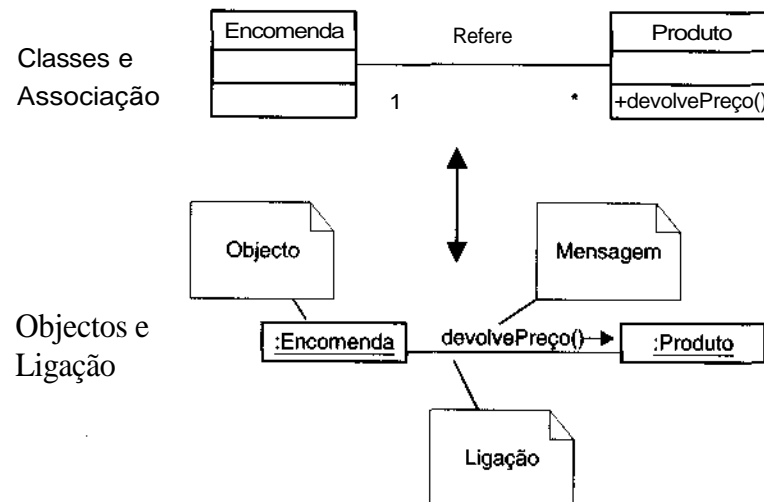 Encomenda
Refere
Produto
Classes e
Associação
1
*
+devolvePreço()
Objecto
Mensagem
Objectos e
Ligação
:Encomenda
devolvePreço()
:Produto
Ligação